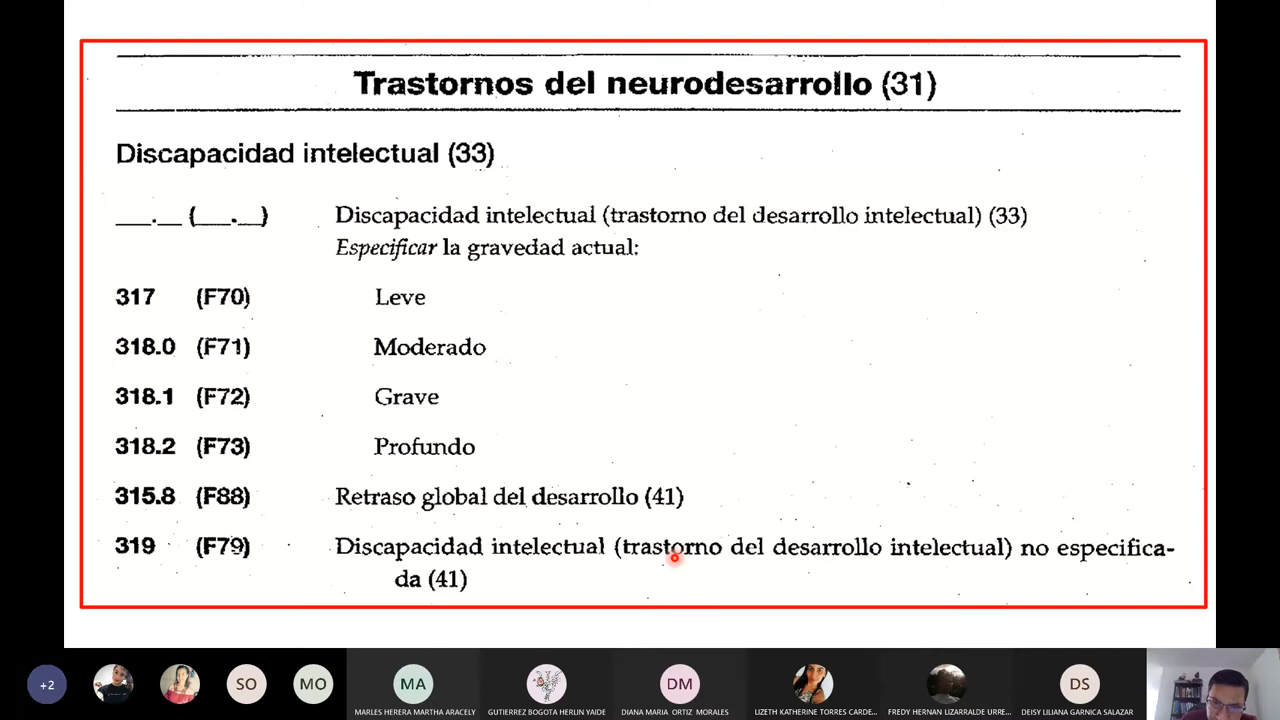 Trastornos del neurodesarrollo (31)
Discapacidad intelectual (33)
___.__ (___.__) Discapacidad intelectual (trastorno del desarrollo intelectual) (33)
Especificar la gravedad actual:
317 (F70) Leve
318.0 (F71) Moderado
318.1 (F72) Grave
318.2 (F73) Profundo
315.8 (F88) Retraso global del desarrollo (41)
319 (F79) Discapacidad intelectual (trastorno del desarrollo intelectual) no especifica-
da (41)
+2 SO MO MA DM DS
MARLES HERERA MARTHA ARACELY GUTIERREZ BOGOTA HERLIN YAIDE DIANA MARIA ORTIZ MORALES LIZETH KATHERINE TORRES CARDE... FREDY HERNAN LIZARRALDE URRE... DEISY LILIANA GARNICA SALAZAR